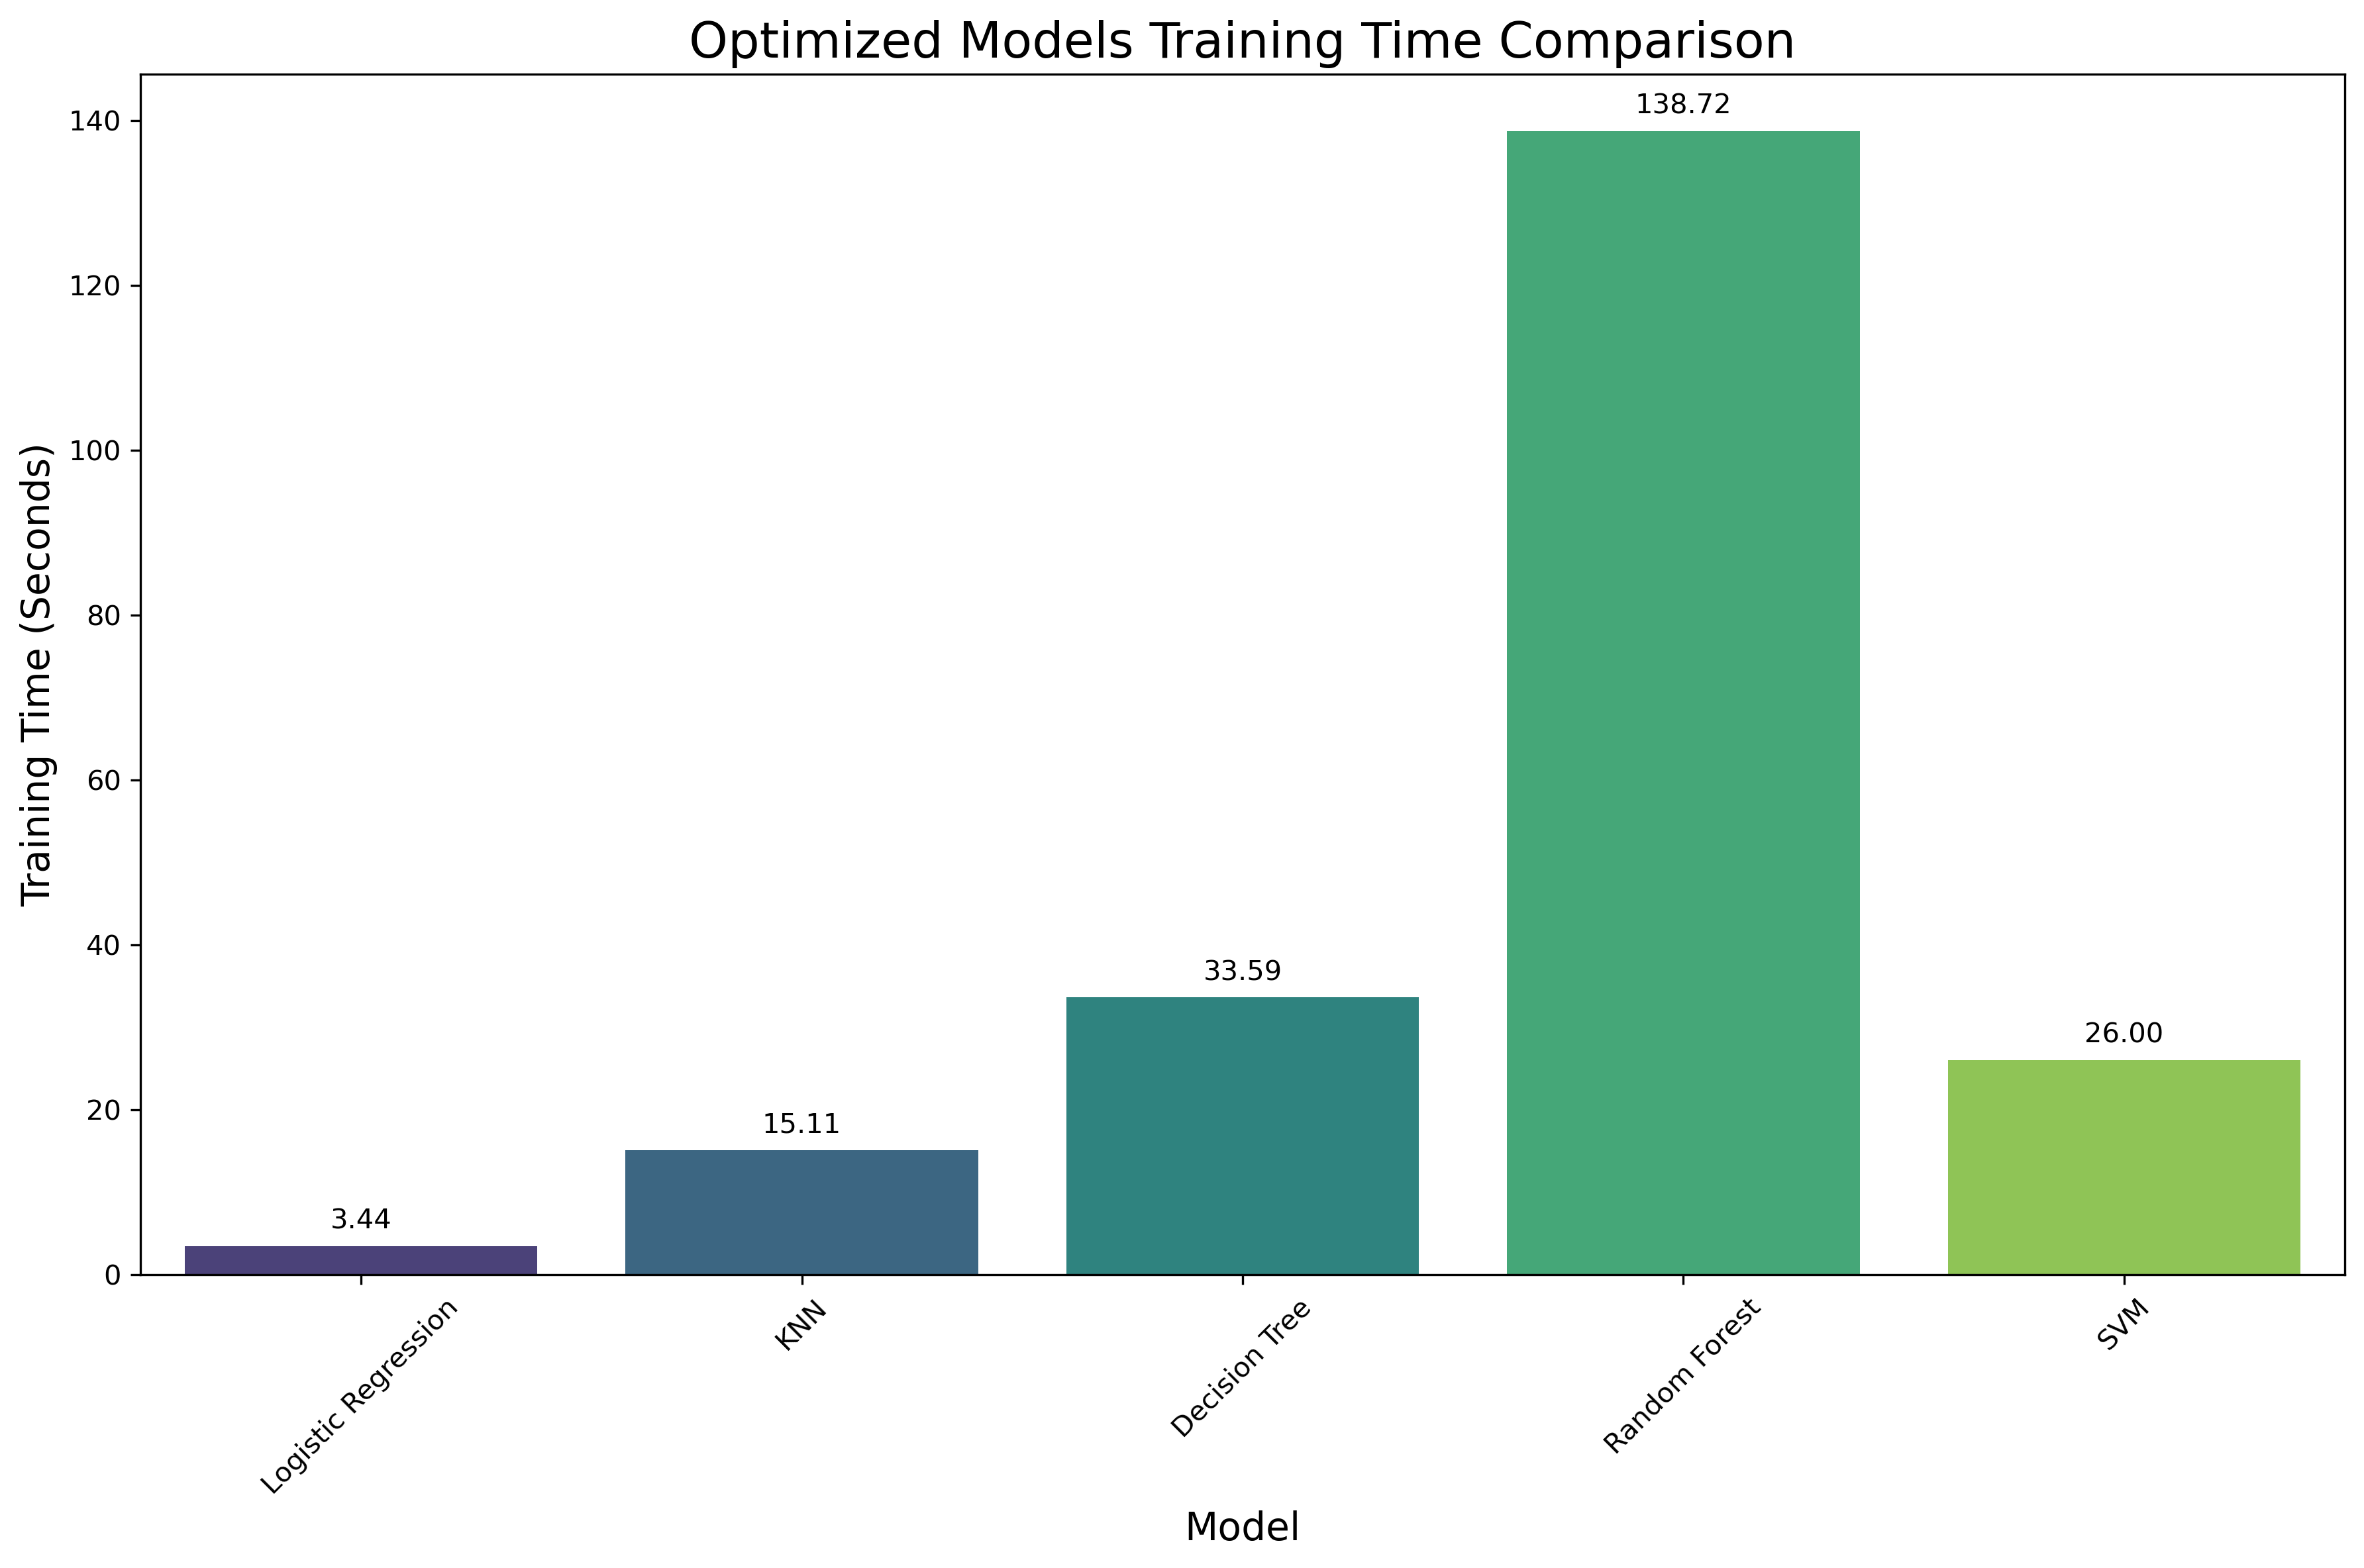 Optimized Models Training Time Comparison
Training Time (Seconds)
140
120
100
80
60
40
20
0
3.44
15.11
33.59
138.72
26.00
Logistic Regression
KNN
Decision Tree
Random Forest
SVM
Model